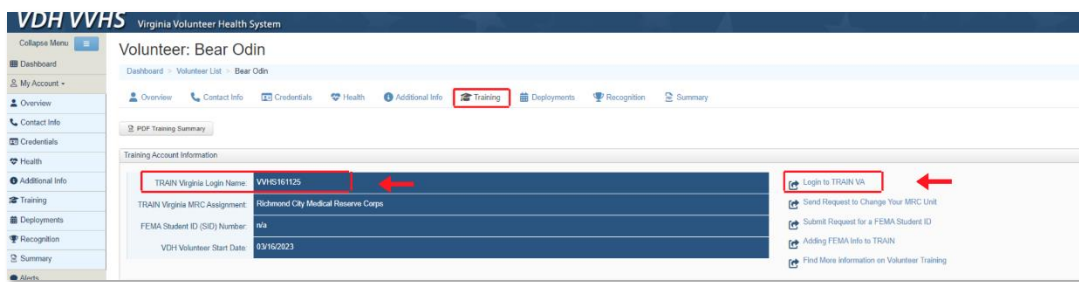 VDH VVHS Virginia Volunteer Health System
Collapse Menu
Dashboard
My Account
Overview
Contact Info
Credentials
Health
Additional Info
Training
Deployments
Recognition
Summary
Alerts
Volunteer: Bear Odin
Dashboard > Volunteer List > Bear Odin
Overview Contact Info Credentials Health Additional Info Training Deployments Recognition Summary
PDF Training Summary
Training Account Information
TRAIN Virginia Login Name: VVHS161125
TRAIN Virginia MRC Assignment: Richmond City Medical Reserve Corps
FEMA Student ID (SID) Number: n/a
VDH Volunteer Start Date: 03/16/2023
Login to TRAIN VA
Send Request to Change Your MRC Unit
Submit Request for a FEMA Student ID
Adding FEMA Info to TRAIN
Find More information on Volunteer Training